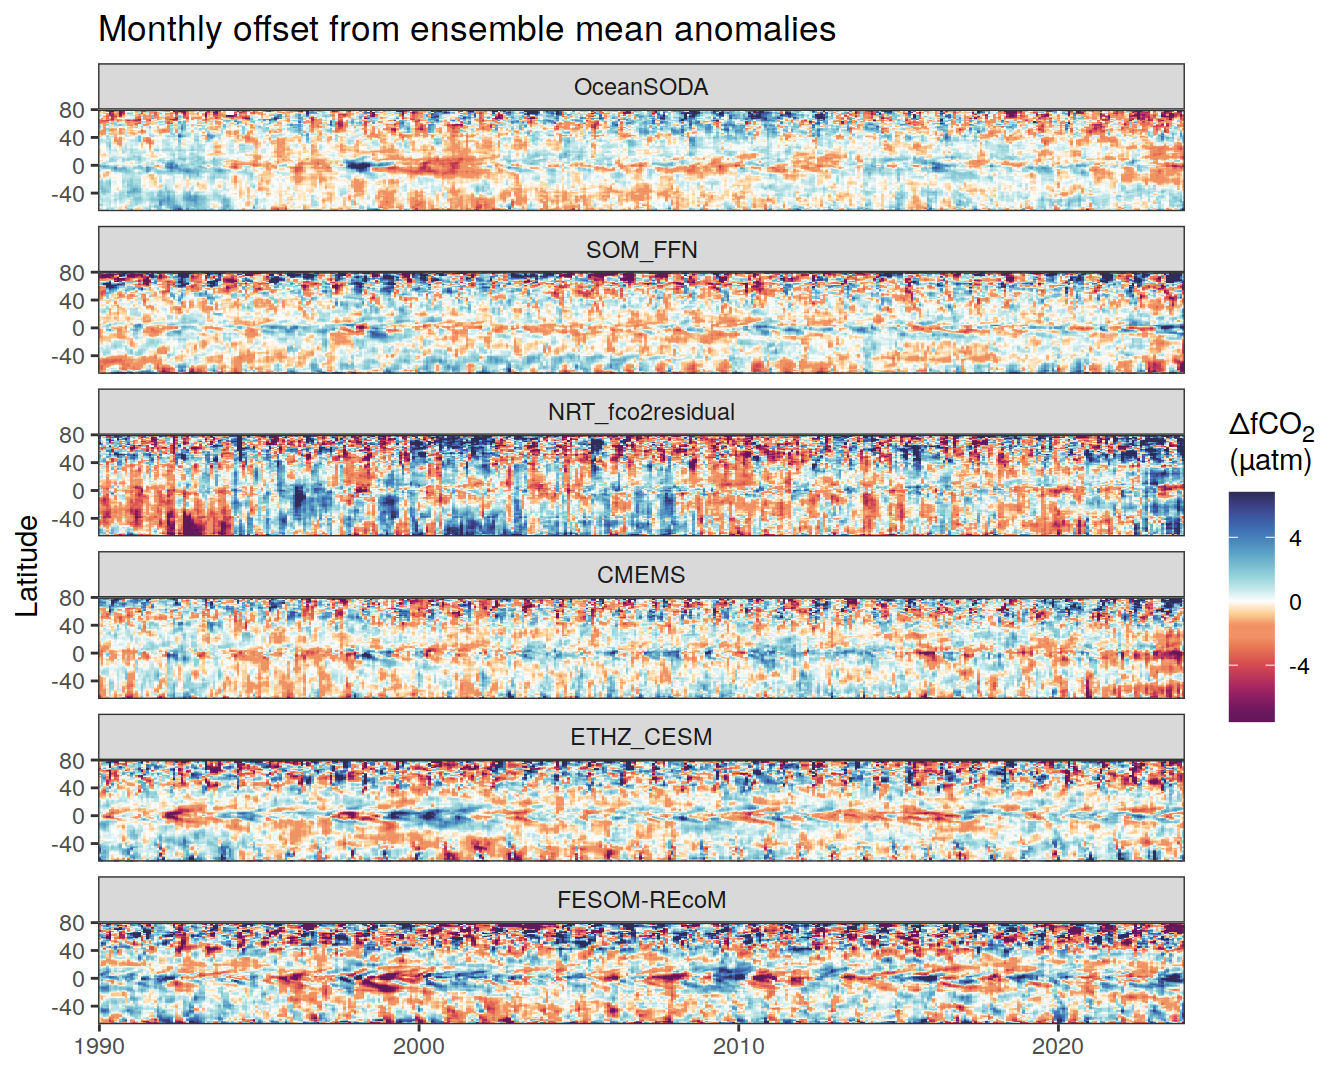 Monthly offset from ensemble mean anomalies
OceanSODA
80
40
0
-40
SOM_FFN
80
40
0
-40
NRT_fco2residual
80
40
0
-40
CMEMS
80
40
0
-40
ETHZ_CESM
80
40
0
-40
FESOM-REcoM
80
40
0
-40
1990 2000 2010 2020
Latitude
ΔfCO₂
(µatm)
4
0
-4